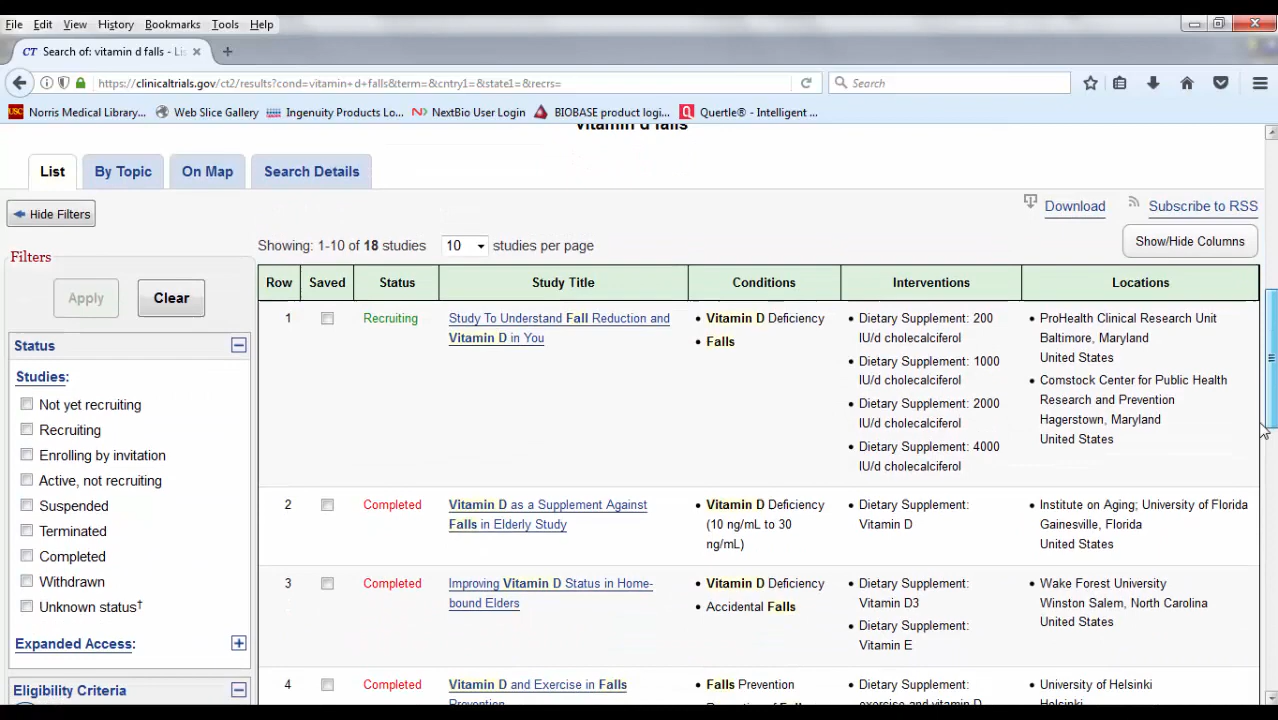 File Edit View History Bookmarks Tools Help
CT Search of: vitamin d falls - Lis
https://clinicaltrials.gov/ct2/results?cond=vitamin+d+falls&term=&cntry1=&state1=&recrs=
Search
USC Norris Medical Library... Web Slice Gallery Ingenuity Products Lo... NextBio User Login BIOBASE product logi... Quertle® - Intelligent ...
vitamin d falls
List By Topic On Map Search Details
Hide Filters
Download Subscribe to RSS
Showing: 1-10 of 18 studies 10 studies per page
Show/Hide Columns
Filters
Apply Clear
Status
Studies:
Not yet recruiting
Recruiting
Enrolling by invitation
Active, not recruiting
Suspended
Terminated
Completed
Withdrawn
Unknown status†
Expanded Access:
Eligibility Criteria
Row Saved Status Study Title Conditions Interventions Locations
1 Recruiting
Study To Understand Fall Reduction and
Vitamin D in You
• Vitamin D Deficiency
• Falls
• Dietary Supplement: 200
IU/d cholecalciferol
• Dietary Supplement: 1000
IU/d cholecalciferol
• Dietary Supplement: 2000
IU/d cholecalciferol
• Dietary Supplement: 4000
IU/d cholecalciferol
• ProHealth Clinical Research Unit
Baltimore, Maryland
United States
• Comstock Center for Public Health
Research and Prevention
Hagerstown, Maryland
United States
2 Completed
Vitamin D as a Supplement Against
Falls in Elderly Study
• Vitamin D Deficiency
(10 ng/mL to 30
ng/mL)
• Dietary Supplement:
Vitamin D
• Institute on Aging; University of Florida
Gainesville, Florida
United States
3 Completed
Improving Vitamin D Status in Home-
bound Elders
• Vitamin D Deficiency
• Accidental Falls
• Dietary Supplement:
Vitamin D3
• Dietary Supplement:
Vitamin E
• Wake Forest University
Winston Salem, North Carolina
United States
4 Completed
Vitamin D and Exercise in Falls
Prevention
• Falls Prevention
• Dietary Supplement:
exercise and vitamin D
• University of Helsinki
Helsinki